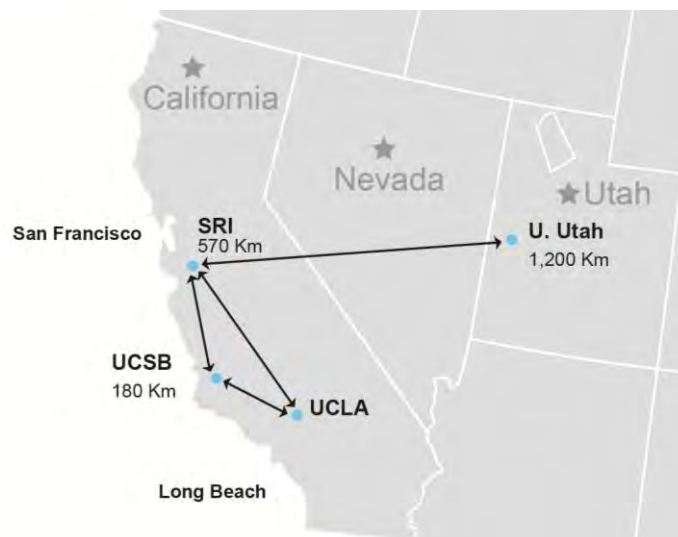 California
Nevada
Utah
San Francisco
SRI
570 Km
U. Utah
1,200 Km
UCSB
180 Km
UCLA
Long Beach